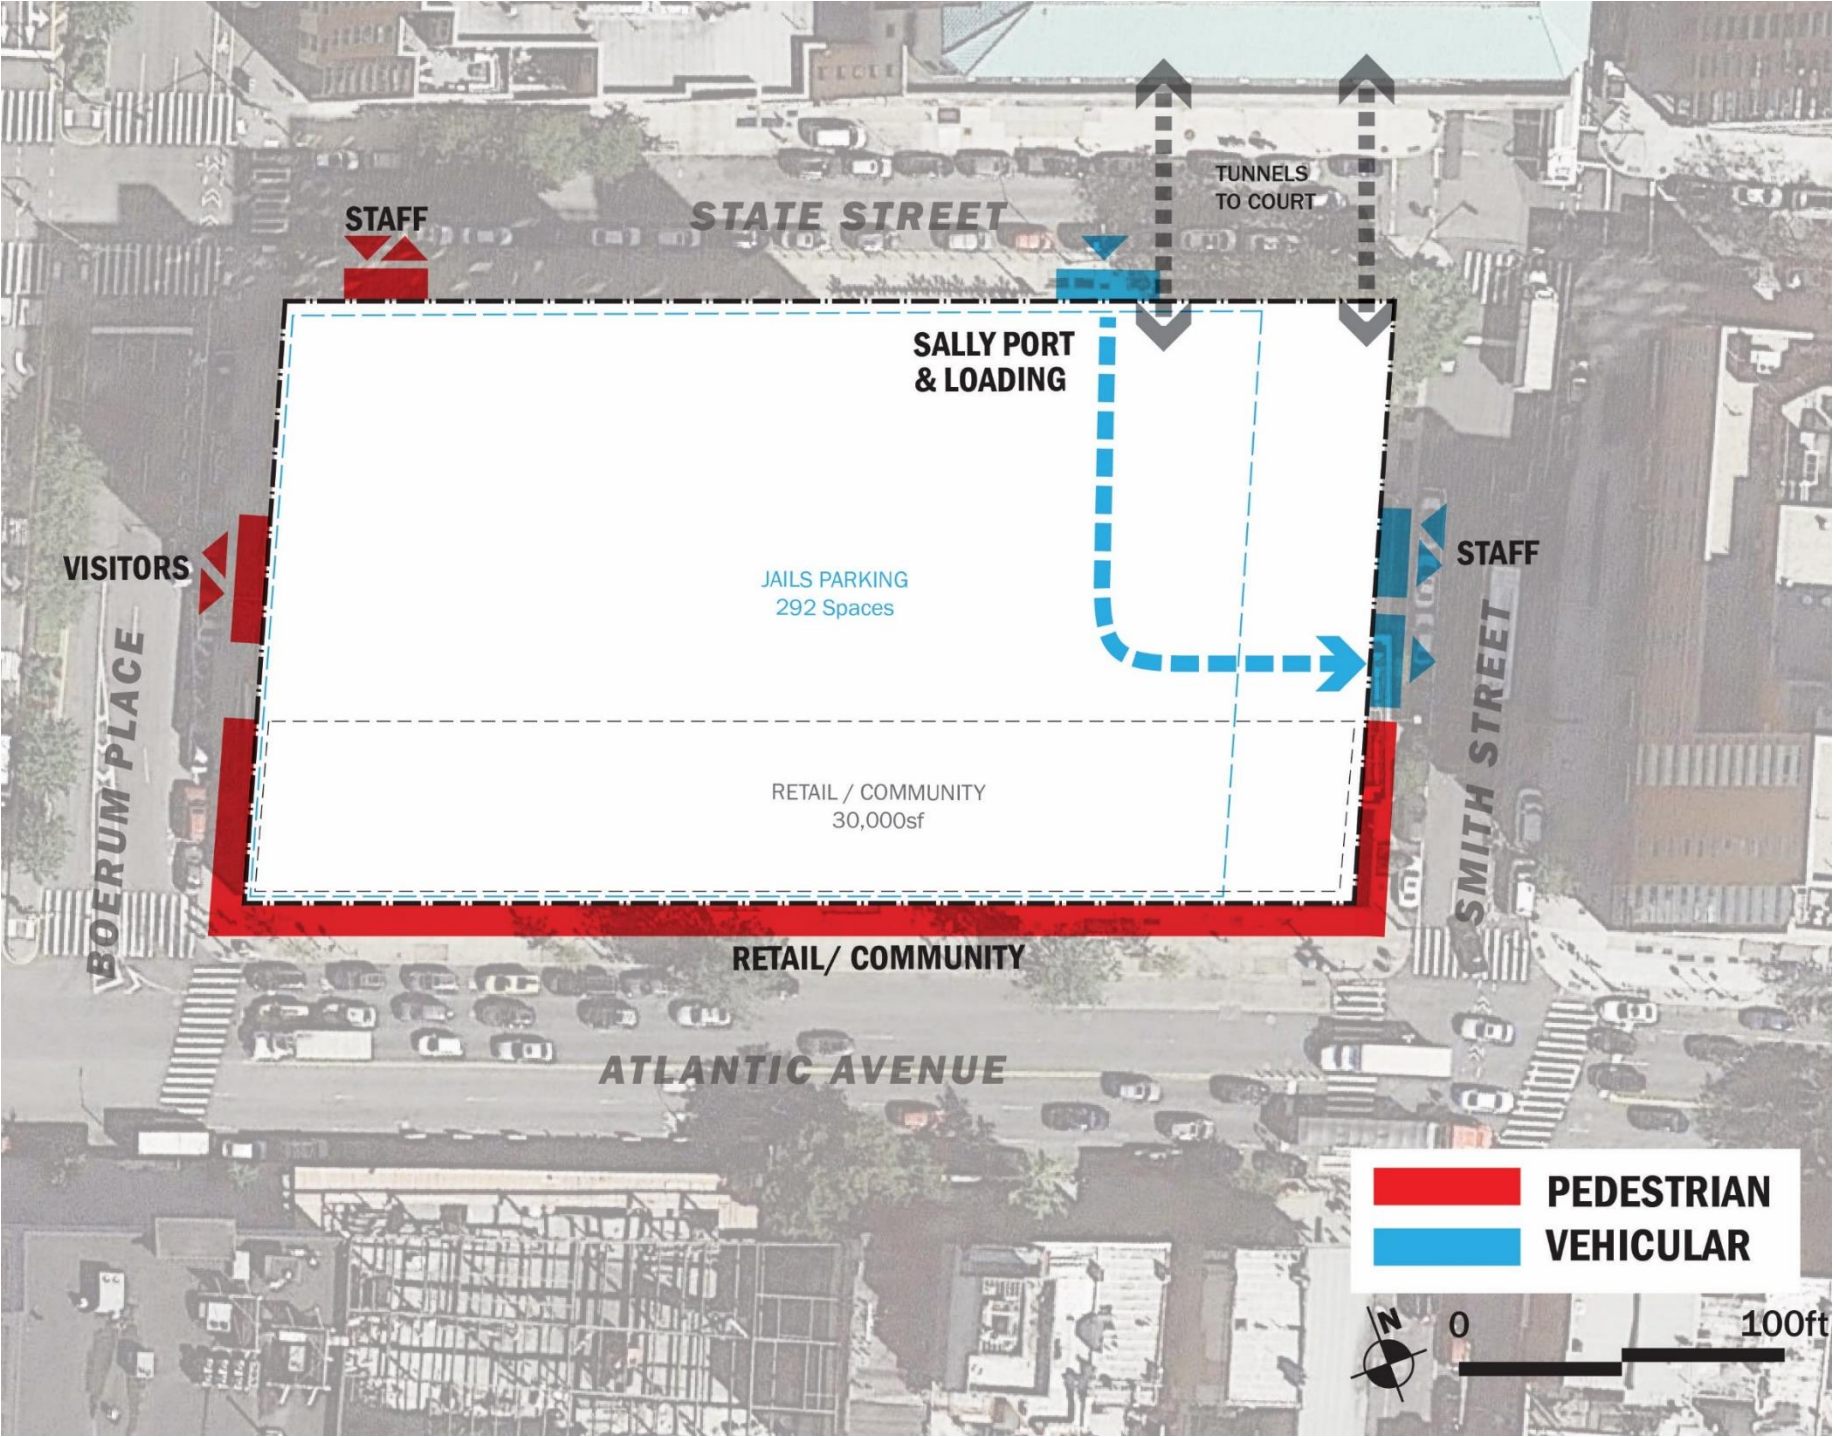 TUNNELS
TO COURT
STAFF
STATE STREET
SALLY PORT
& LOADING
VISITORS
STAFF
JAILS PARKING
292 Spaces
BOERUM PLACE
SMITH STREET
RETAIL / COMMUNITY
30,000sf
RETAIL/ COMMUNITY
ATLANTIC AVENUE
PEDESTRIAN
VEHICULAR
N
0
100ft